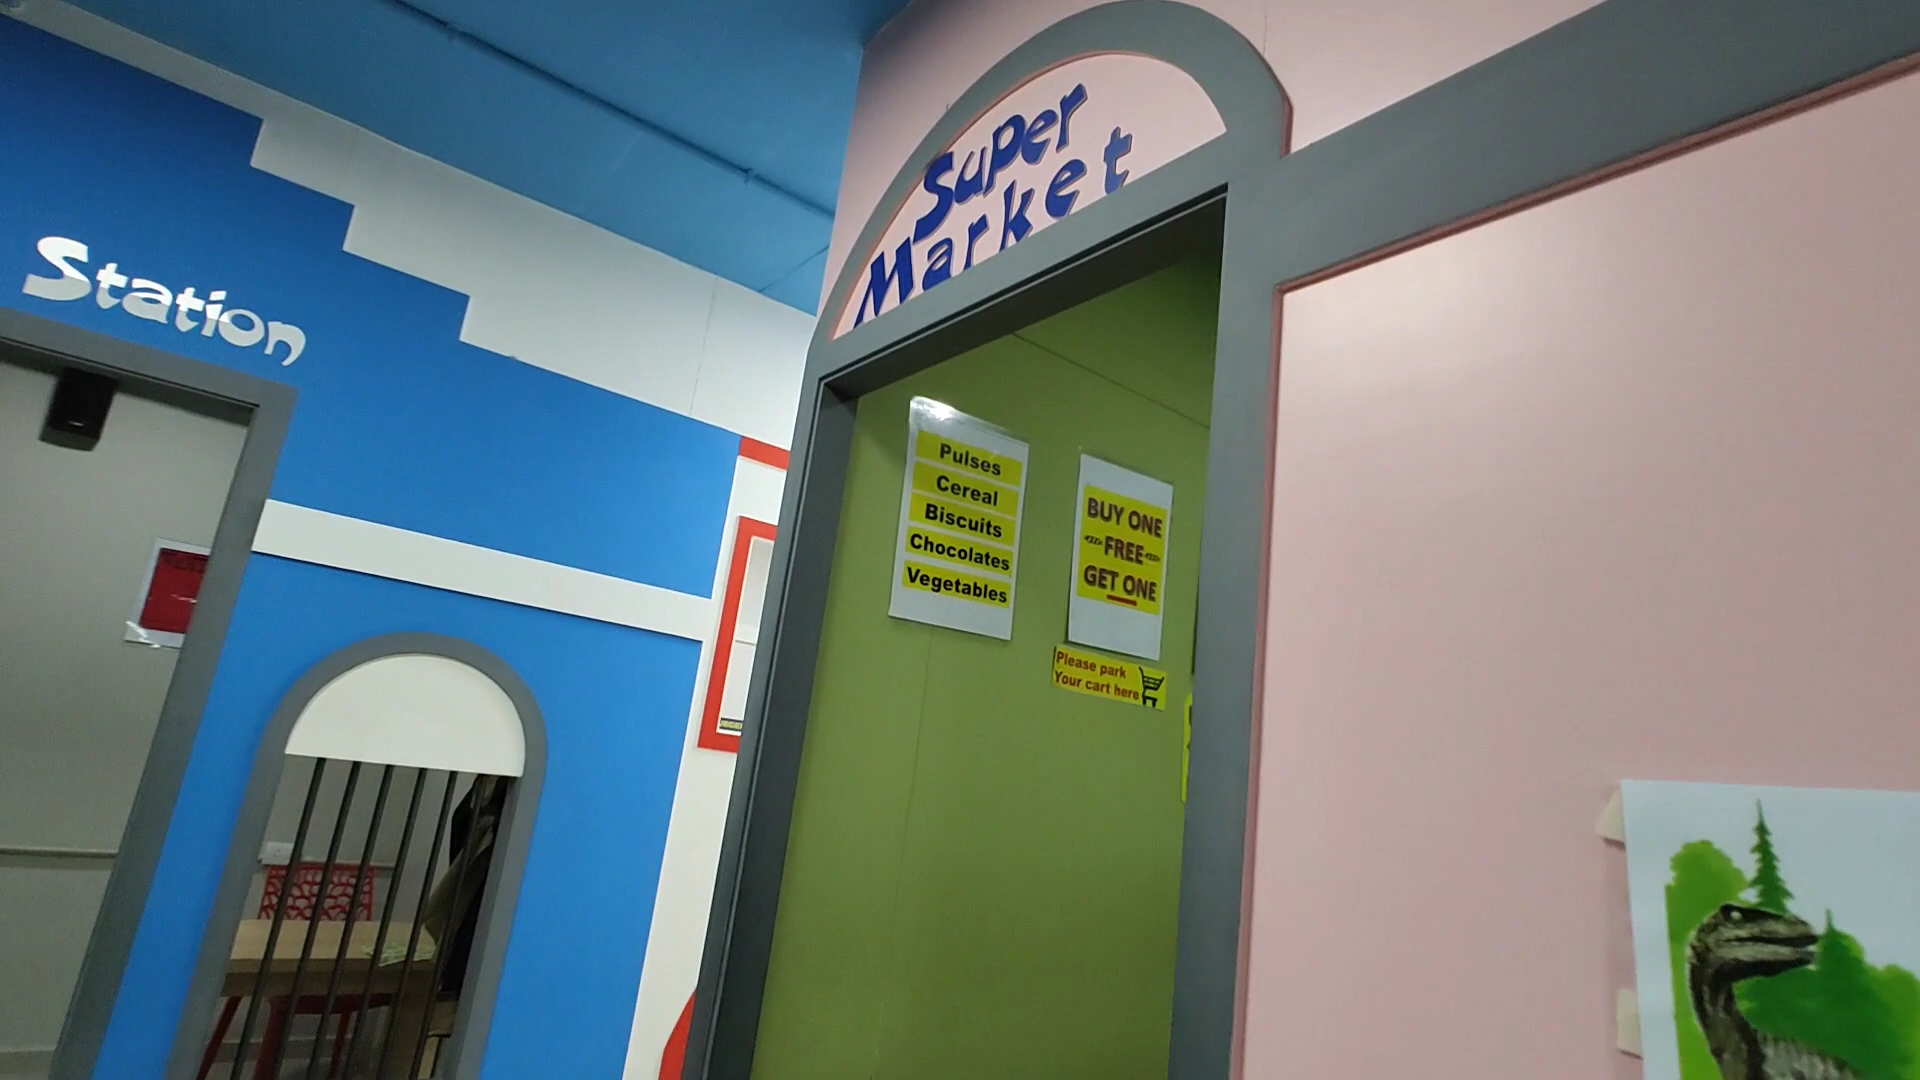 Station
Super
Market
Pulses
Cereal
Biscuits
Chocolates
Vegetables
BUY ONE
FREE
GET ONE
Please park
Your cart here